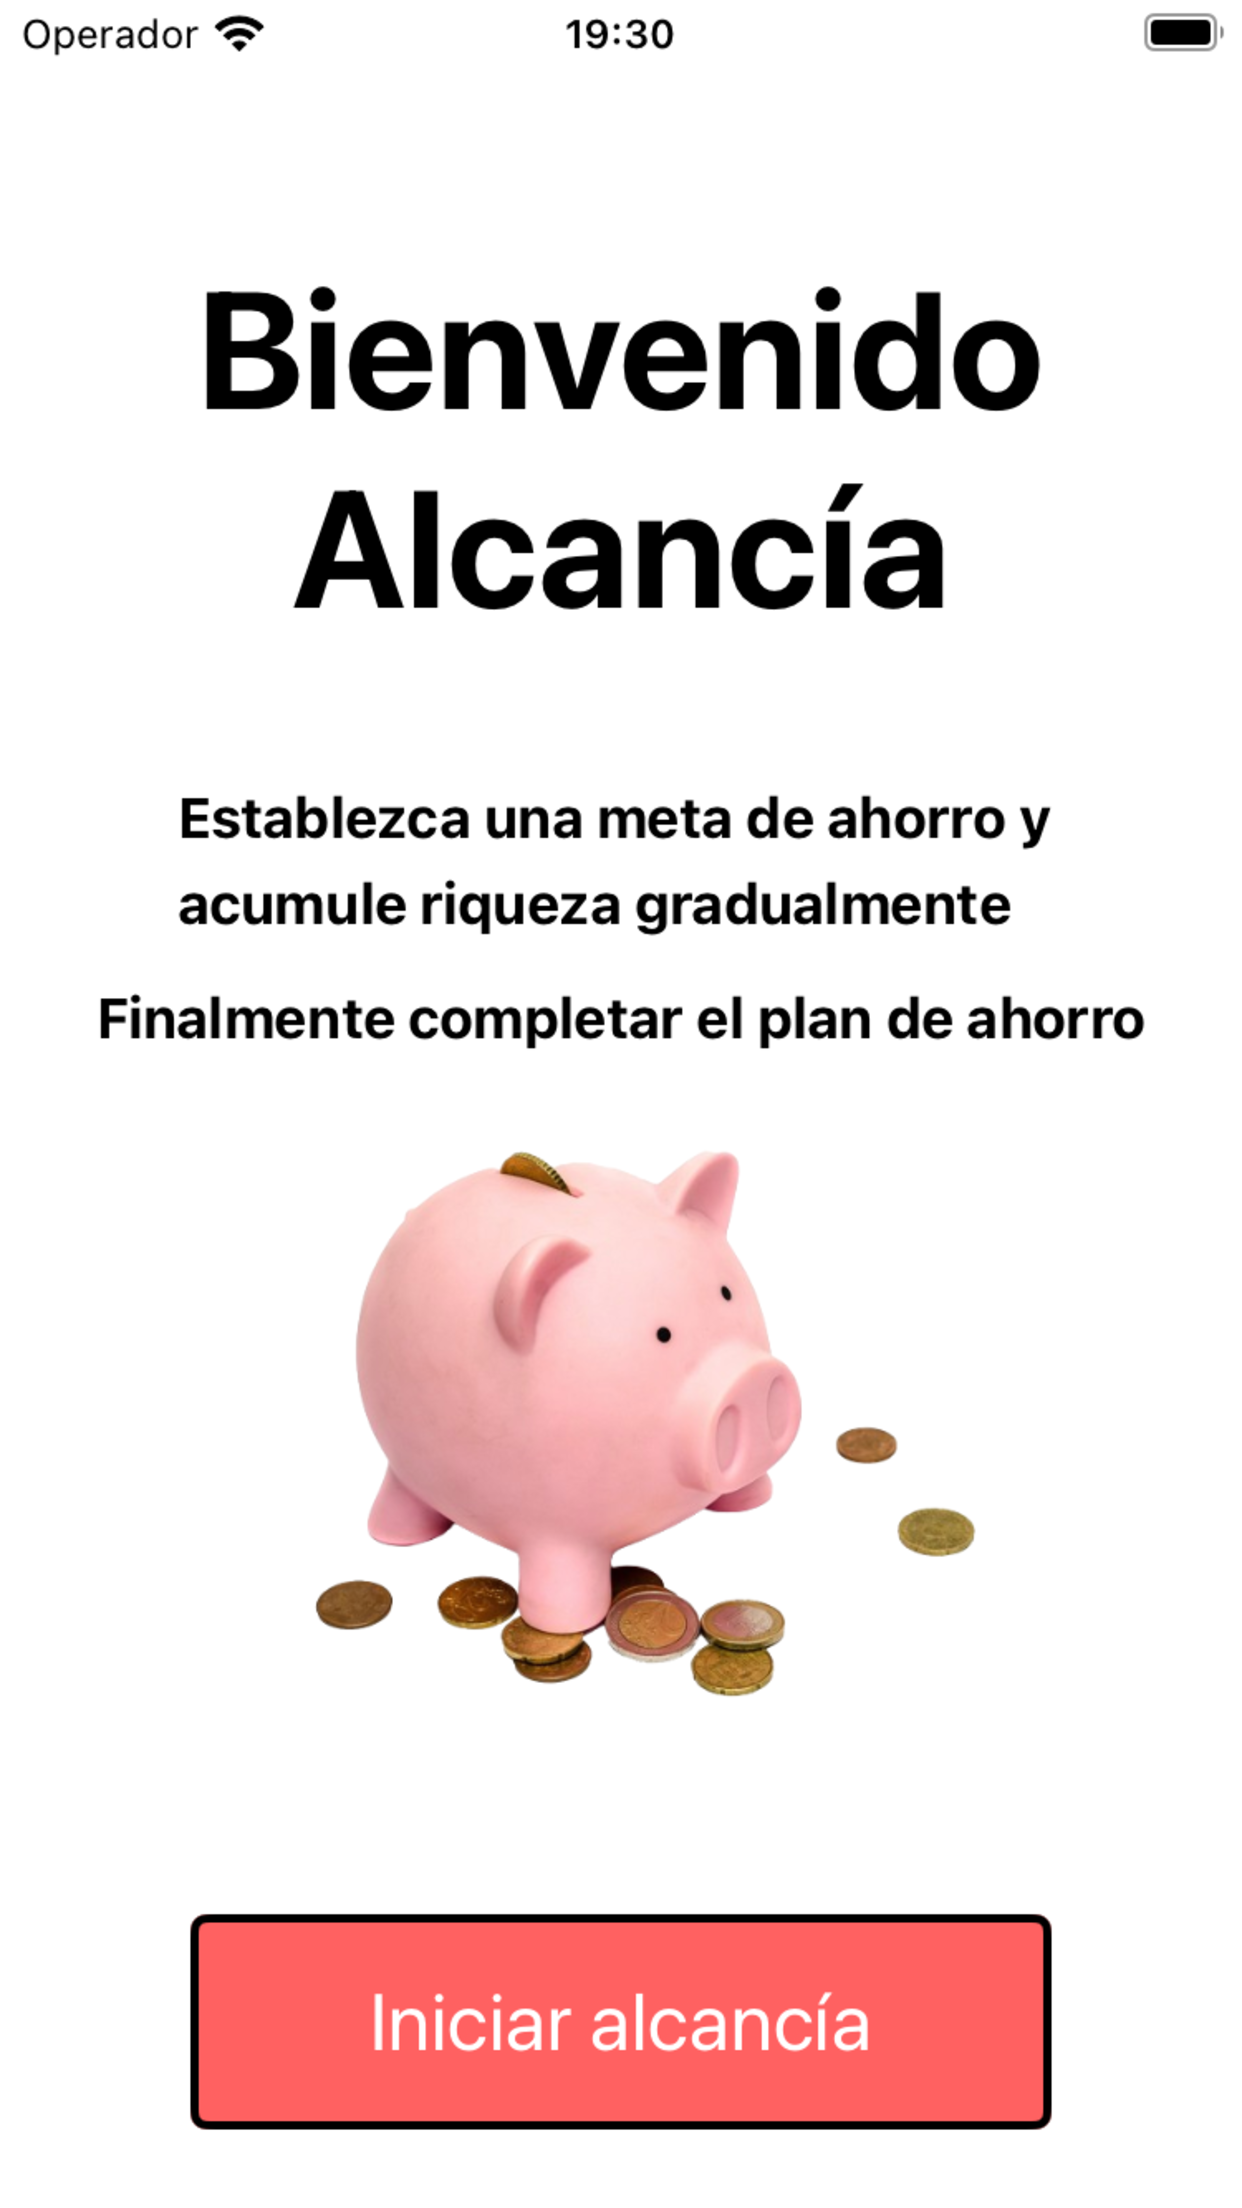 Operador
19:30
Bienvenido
Alcancía
Establezca una meta de ahorro y
acumule riqueza gradualmente
Finalmente completar el plan de ahorro
Iniciar alcancía